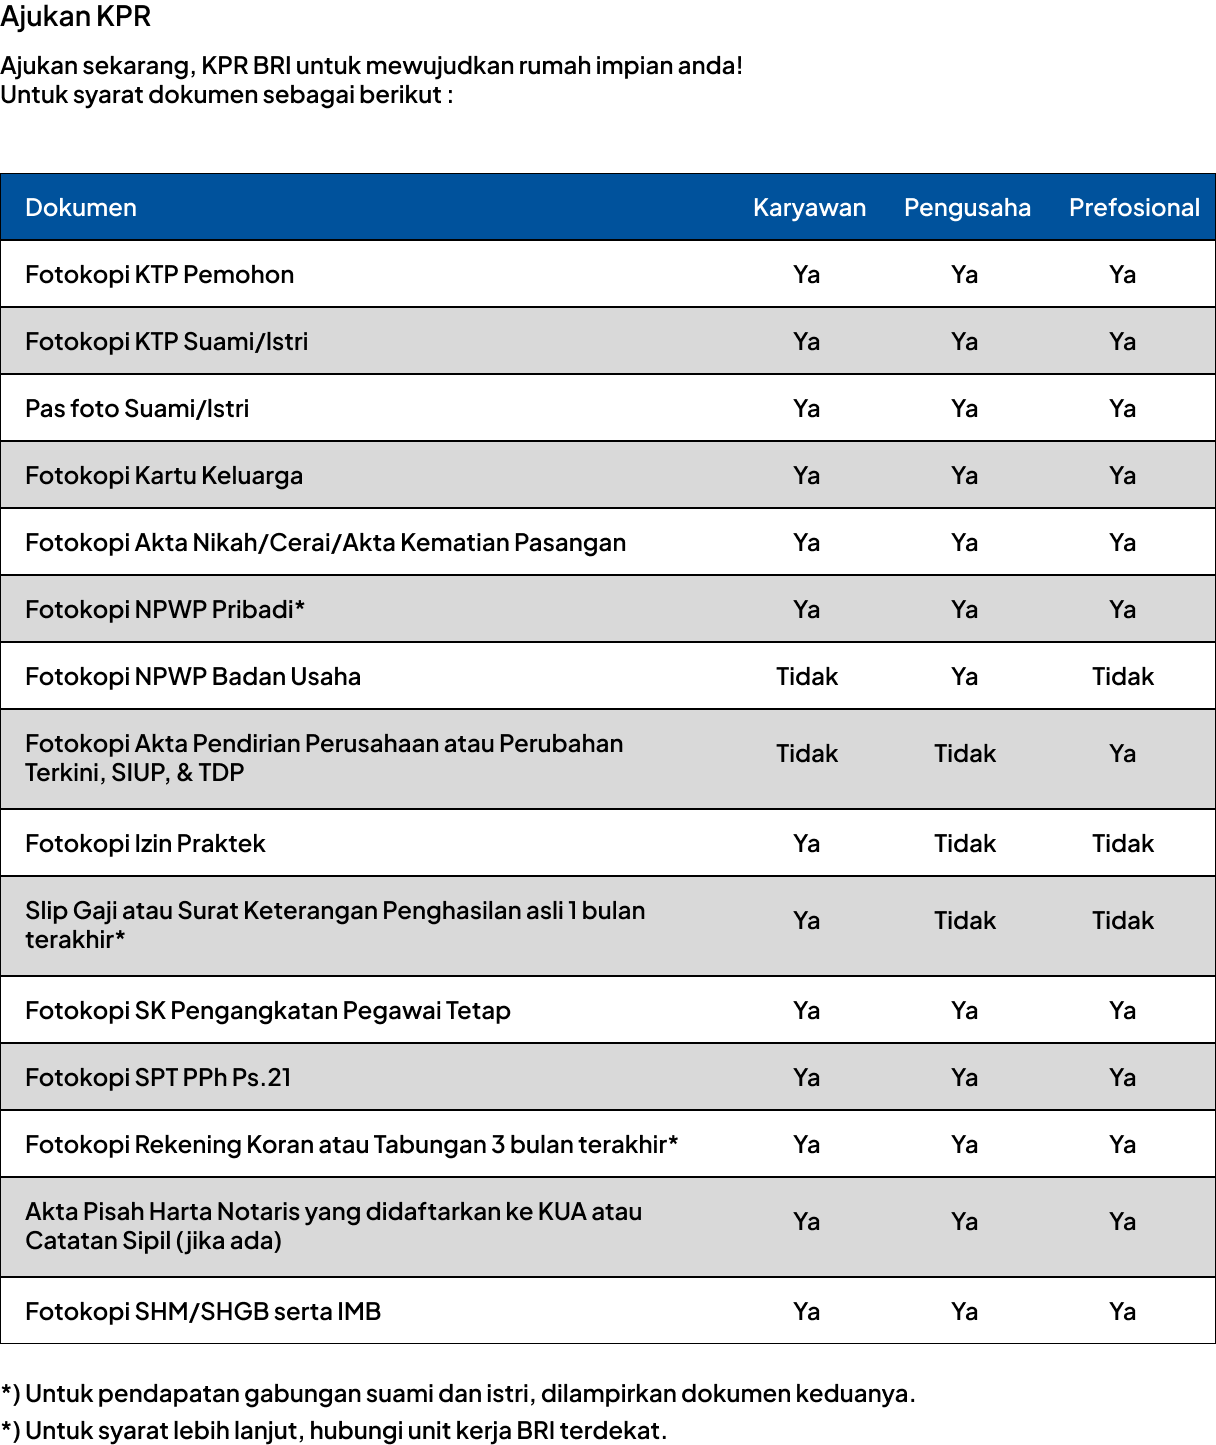 Ajukan KPR
Ajukan sekarang, KPR BRI untuk mewujudkan rumah impian anda!
Untuk syarat dokumen sebagai berikut :
Dokumen Karyawan Pengusaha Prefosional
Fotokopi KTP Pemohon Ya Ya Ya
Fotokopi KTP Suami/Istri Ya Ya Ya
Pas foto Suami/Istri Ya Ya Ya
Fotokopi Kartu Keluarga Ya Ya Ya
Fotokopi Akta Nikah/Cerai/Akta Kematian Pasangan Ya Ya Ya
Fotokopi NPWP Pribadi* Ya Ya Ya
Fotokopi NPWP Badan Usaha Tidak Ya Tidak
Fotokopi Akta Pendirian Perusahaan atau Perubahan
Terkini, SIUP, & TDP Tidak Tidak Ya
Fotokopi Izin Praktek Ya Tidak Tidak
Slip Gaji atau Surat Keterangan Penghasilan asli 1 bulan
terakhir* Ya Tidak Tidak
Fotokopi SK Pengangkatan Pegawai Tetap Ya Ya Ya
Fotokopi SPT PPh Ps.21 Ya Ya Ya
Fotokopi Rekening Koran atau Tabungan 3 bulan terakhir* Ya Ya Ya
Akta Pisah Harta Notaris yang didaftarkan ke KUA atau
Catatan Sipil (jika ada) Ya Ya Ya
Fotokopi SHM/SHGB serta IMB Ya Ya Ya
*) Untuk pendapatan gabungan suami dan istri, dilampirkan dokumen keduanya.
*) Untuk syarat lebih lanjut, hubungi unit kerja BRI terdekat.